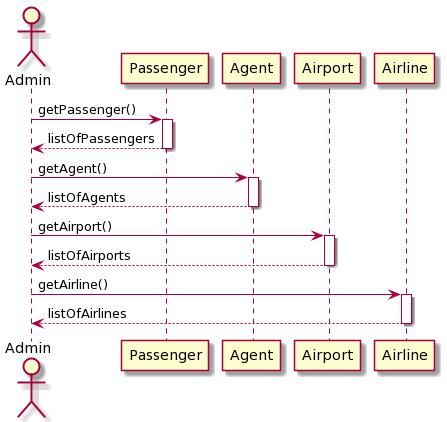 Admin
Passenger
Agent
Airport
Airline
getPassenger()
listOfPassengers
getAgent()
listOfAgents
getAirport()
listOfAirports
getAirline()
listOfAirlines
Admin
Passenger
Agent
Airport
Airline